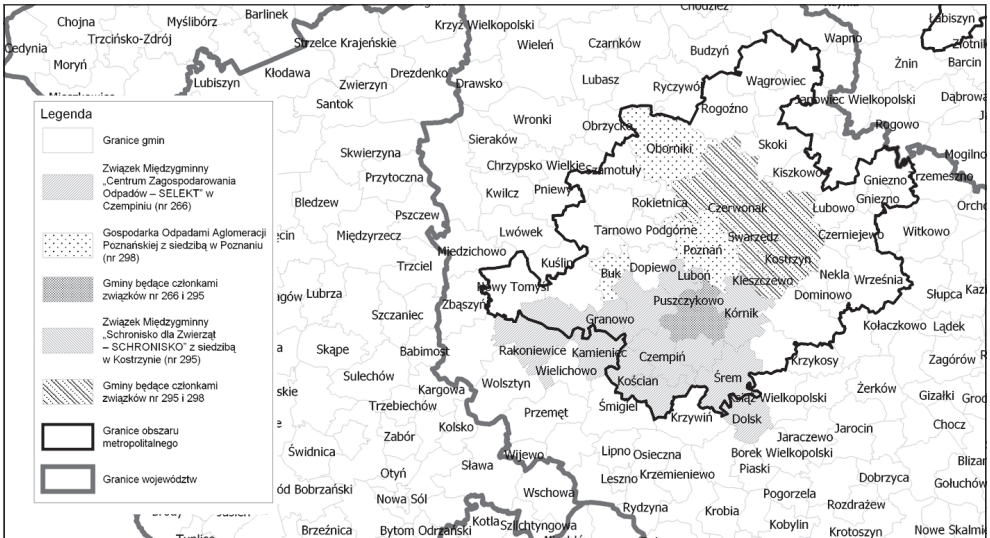 Chojna
Myślibórz
Barlinek
Krzyż Wielkopolski
Chodzież
Wapno
Łabiszyn
Cedynia
Trzcińsko-Zdrój
Strzelce Krajeńskie
Wieleń
Czarnków
Budzyń
Żnin
Barcin
Moryń
Lubiszyn
Kłodawa
Drezdenko
Zwierzyn
Drawsko
Lubasz
Ryczywół
Wągrowiec
Janowiec Wielkopolski
Santok
Wronki
Obrzycko
Rogoźno
Rogowo
Skwierzyna
Sieraków
Oborniki
Skoki
Mogilno
Przytoczna
Chrzypsko Wielkie
Szamotuły
Kiszkowo
Gniezno
Trzemeszno
Bledzew
Kwilcz
Pniewy
Rokietnica
Czerwonak
Łubowo
Gniezno
Pszczew
Lwówek
Tarnowo Podgórne
Swarzędz
Czerniejewo
Witkowo
Międzyrzecz
Miedzichowo
Poznań
Kostrzyn
Trzciel
Kuślin
Buk
Dopiewo
Luboń
Kleszczewo
Nekla
Września
Lubrza
Zbąszyń
Nowy Tomyśl
Puszczykowo
Kórnik
Dominowo
Słupca
Szczaniec
Granowo
Kołaczkowo
Lądek
Skąpe
Babimost
Rakoniewice
Kamieniec
Czempiń
Krzykosy
Zagórów
Sulechów
Kargowa
Wolsztyn
Wielichowo
Kościan
Śrem
Żerków
Gizałki
Trzebiechów
Kolsko
Przemęt
Śmigiel
Krzywiń
Książ Wielkopolski
Dolsk
Jaraczewo
Jarocin
Chocz
Świdnica
Zabór
Wijewo
Lipno
Osieczna
Borek Wielkopolski
Otyń
Sława
Leszno
Krzemieniewo
Piaski
Dobrzyca
Gołuchów
Nowa Sól
Wschowa
Rydzyna
Krobia
Pogorzela
Rozdrażew
Brzeźnica
Bytom Odrzański
Kotla
Szlichtyngowa
Kobylin
Krotoszyn
Legenda
Granice gmin
Związek Międzygminny
„Centrum Zagospodarowania
Odpadów – SELEKT” w
Czempiniu (nr 266)
Gospodarka Odpadami Aglomeracji
Poznańskiej z siedzibą w Poznaniu
(nr 298)
Gminy będące członkami
związków nr 266 i 295
Związek Międzygminny
„Schronisko dla Zwierząt
– SCHRONISKO” z siedzibą
w Kostrzynie (nr 295)
Gminy będące członkami
związków 295 i 298
Granice obszaru
metropolitalnego
Granice województw